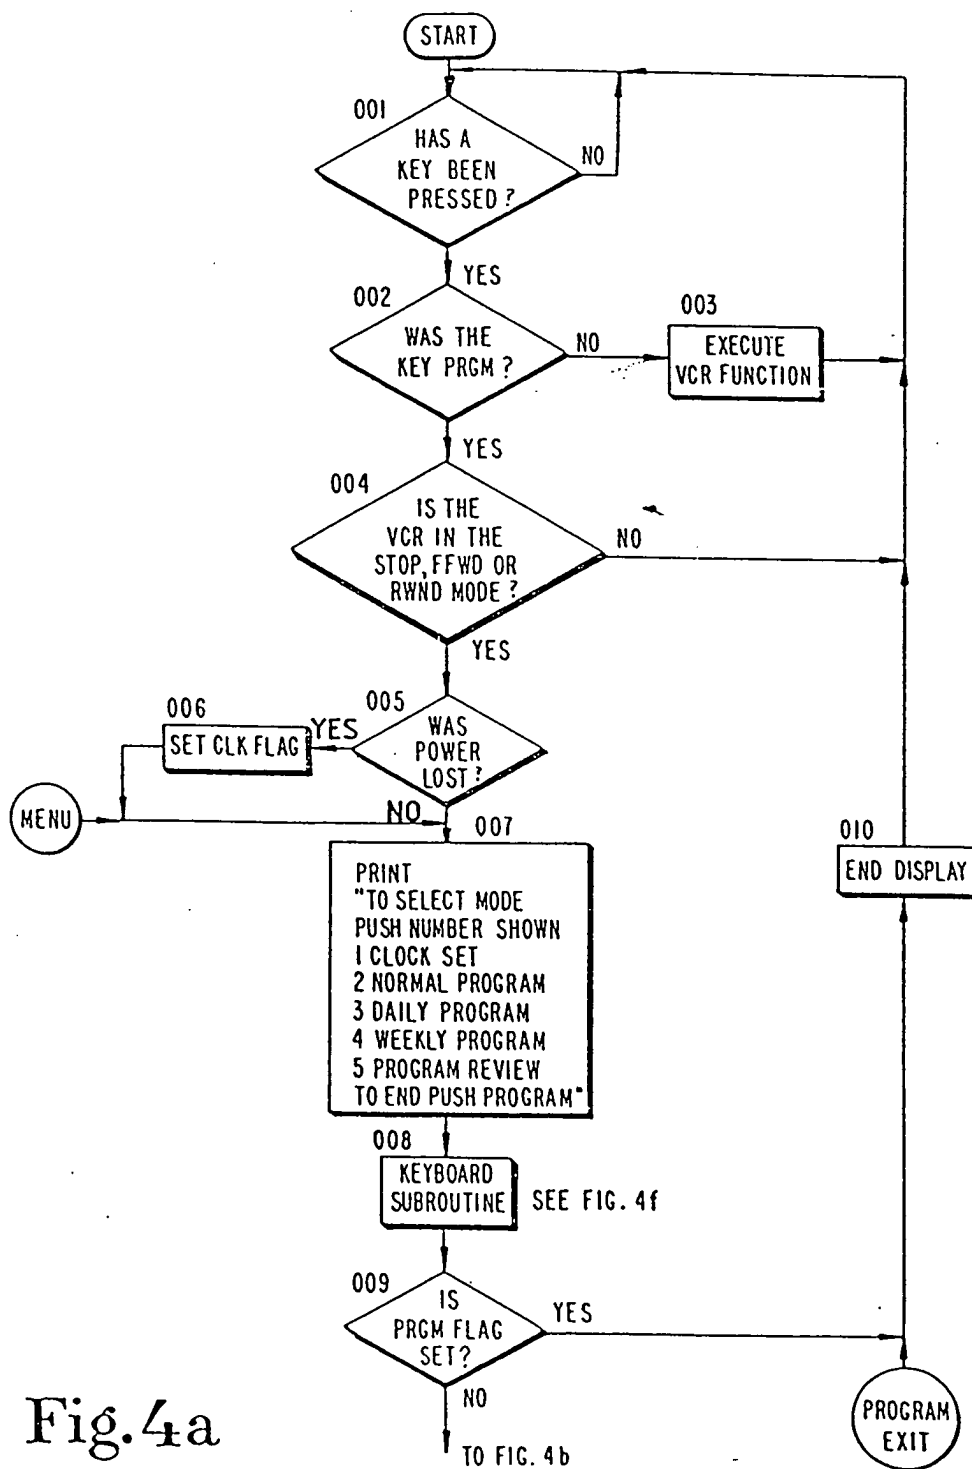 START
001
HAS A
KEY BEEN
PRESSED?
NO
YES
002
WAS THE
KEY PRGM?
NO
003
EXECUTE
VCR FUNCTION
YES
004
IS THE
VCR IN THE
STOP, FFWD OR
RWND MODE?
NO
YES
005
WAS
POWER
LOST?
YES
006
SET CLK FLAG
MENU
NO
007
PRINT
"TO SELECT MODE
PUSH NUMBER SHOWN
1 CLOCK SET
2 NORMAL PROGRAM
3 DAILY PROGRAM
4 WEEKLY PROGRAM
5 PROGRAM REVIEW
TO END PUSH PROGRAM"
010
END DISPLAY
008
KEYBOARD
SUBROUTINE
SEE FIG. 4f
009
IS
PRGM FLAG
SET?
YES
NO
TO FIG. 4b
PROGRAM
EXIT
Fig. 4a